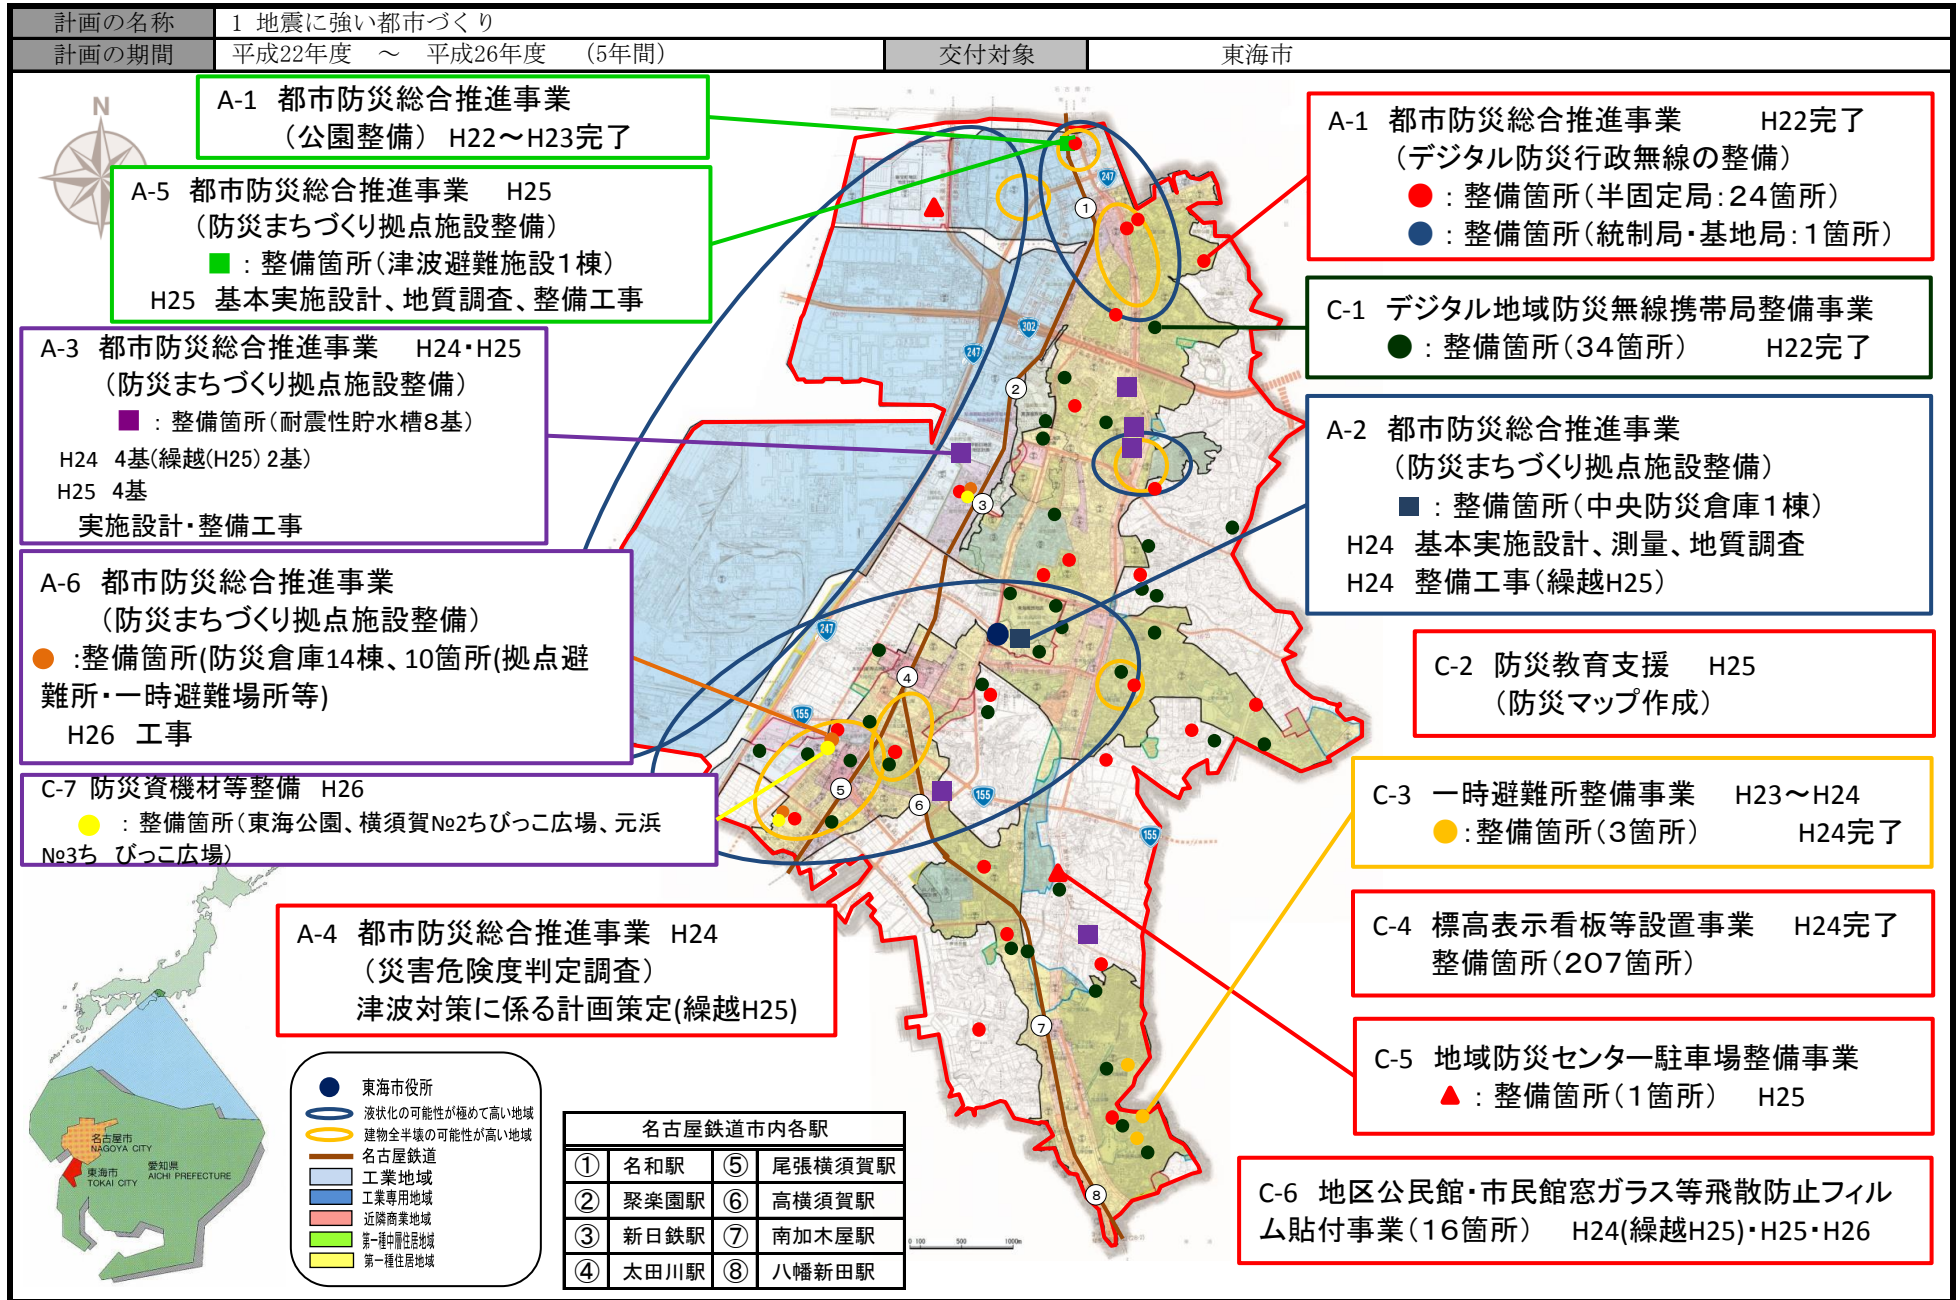 計画の名称 1 地震に強い都市づくり
計画の期間 平成22年度 ～ 平成26年度 (5年間) 交付対象 東海市
N
A-1 都市防災総合推進事業
(公園整備) H22～H23完了
A-5 都市防災総合推進事業 H25
(防災まちづくり拠点施設整備)
■:整備箇所(津波避難施設1棟)
H25 基本実施設計、地質調査、整備工事
A-3 都市防災総合推進事業 H24・H25
(防災まちづくり拠点施設整備)
■:整備箇所(耐震性貯水槽8基)
H24 4基(繰越(H25) 2基)
H25 4基
実施設計・整備工事
A-6 都市防災総合推進事業
(防災まちづくり拠点施設整備)
●:整備箇所(防災倉庫14棟、10箇所(拠点避
難所・一時避難場所等)
H26 工事
C-7 防災資機材等整備 H26
●:整備箇所(東海公園、横須賀№2ちびっこ広場、元浜
№3ち びっこ広場)
A-4 都市防災総合推進事業 H24
(災害危険度判定調査)
津波対策に係る計画策定(繰越H25)
A-1 都市防災総合推進事業 H22完了
(デジタル防災行政無線の整備)
●:整備箇所(半固定局:24箇所)
●:整備箇所(統制局・基地局:1箇所)
C-1 デジタル地域防災無線携帯局整備事業
●:整備箇所(34箇所) H22完了
A-2 都市防災総合推進事業
(防災まちづくり拠点施設整備)
■:整備箇所(中央防災倉庫1棟)
H24 基本実施設計、測量、地質調査
H24 整備工事(繰越H25)
C-2 防災教育支援 H25
(防災マップ作成)
C-3 一時避難所整備事業 H23～H24
●:整備箇所(3箇所) H24完了
C-4 標高表示看板等設置事業 H24完了
整備箇所(207箇所)
C-5 地域防災センター駐車場整備事業
▲:整備箇所(1箇所) H25
C-6 地区公民館・市民館窓ガラス等飛散防止フィル
ム貼付事業(16箇所) H24(繰越H25)・H25・H26
①
247
302
247
②
③
247
④
155
⑤
⑥
155
155
⑦
⑧
名古屋市
NAGOYA CITY
東海市
TOKAI CITY
愛知県
AICHI PREFECTURE
東海市役所
液状化の可能性が極めて高い地域
建物全半壊の可能性が高い地域
名古屋鉄道
工業地域
工業専用地域
近隣商業地域
第一種中層住居地域
第一種住居地域
名古屋鉄道市内各駅
① 名和駅 ⑤ 尾張横須賀駅
② 聚楽園駅 ⑥ 高横須賀駅
③ 新日鉄駅 ⑦ 南加木屋駅
④ 太田川駅 ⑧ 八幡新田駅
0 100 500 1000m